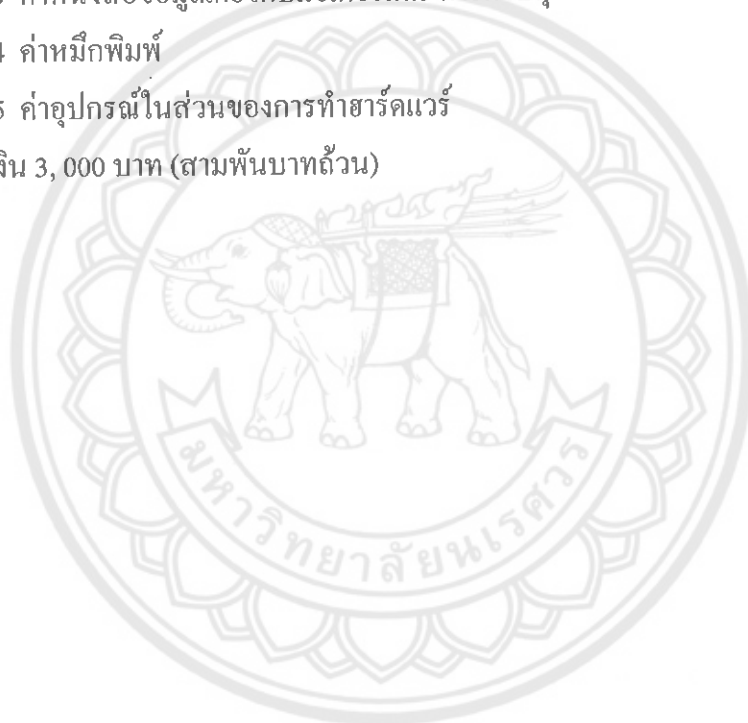 4 ค่าหมึกพิมพ์
5 ค่าอุปกรณ์ในส่วนของการทำฮาร์ดแวร์
งิน 3, 000 บาท (สามพันบาทถ้วน)
มหาวิทยาลัยนเรศวร